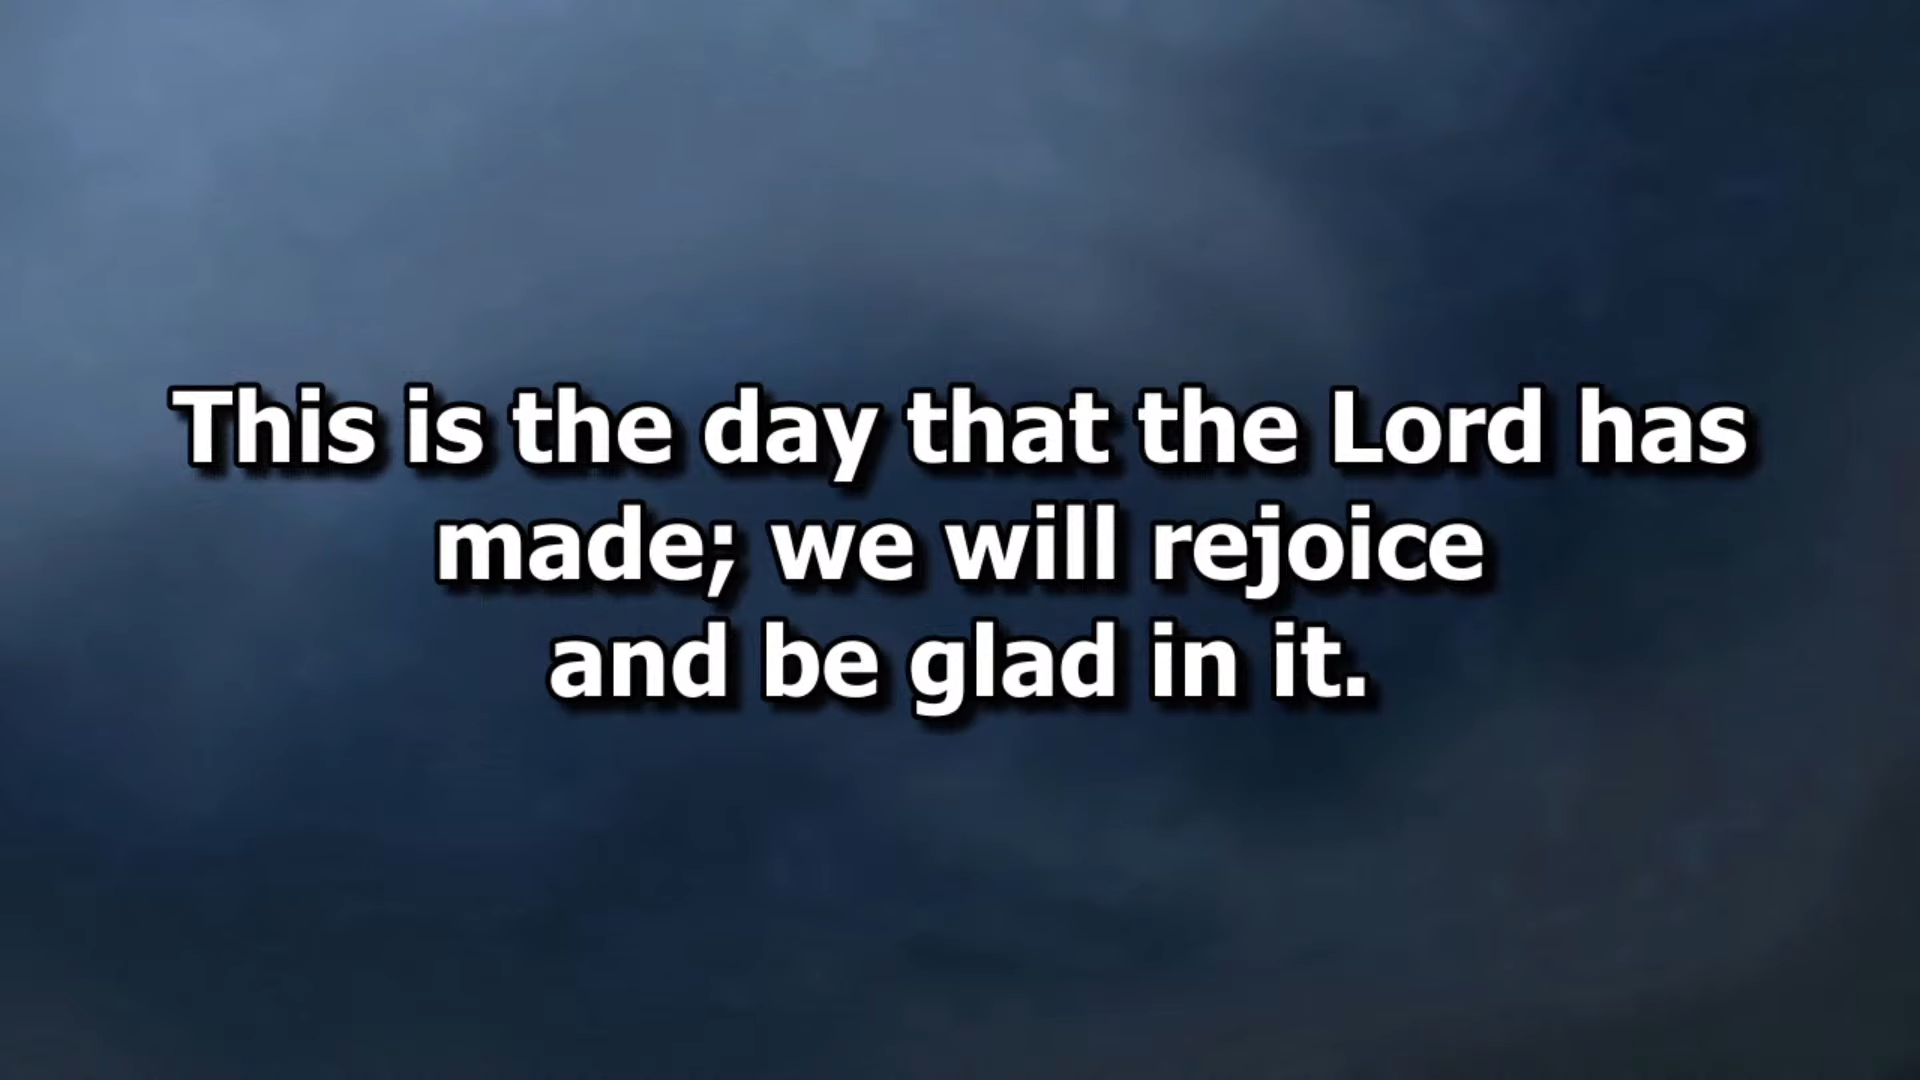 This is the day that the Lord has
made; we will rejoice
and be glad in it.